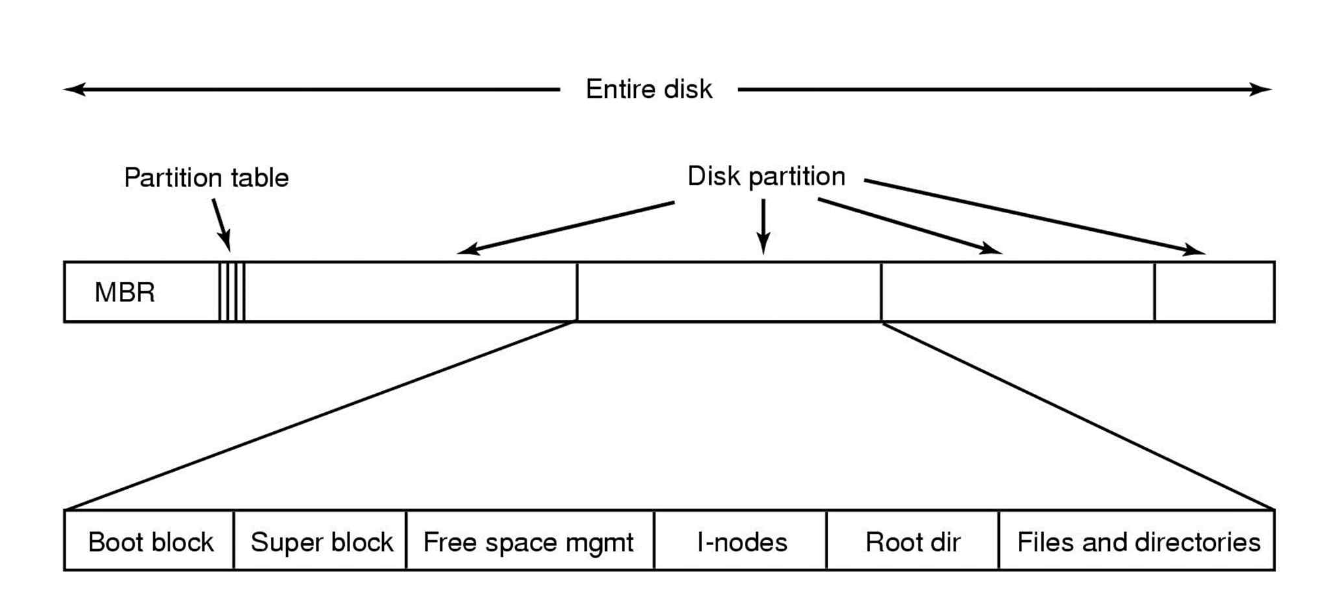 Entire disk
Partition table
Disk partition
MBR
Boot block
Super block
Free space mgmt
I-nodes
Root dir
Files and directories